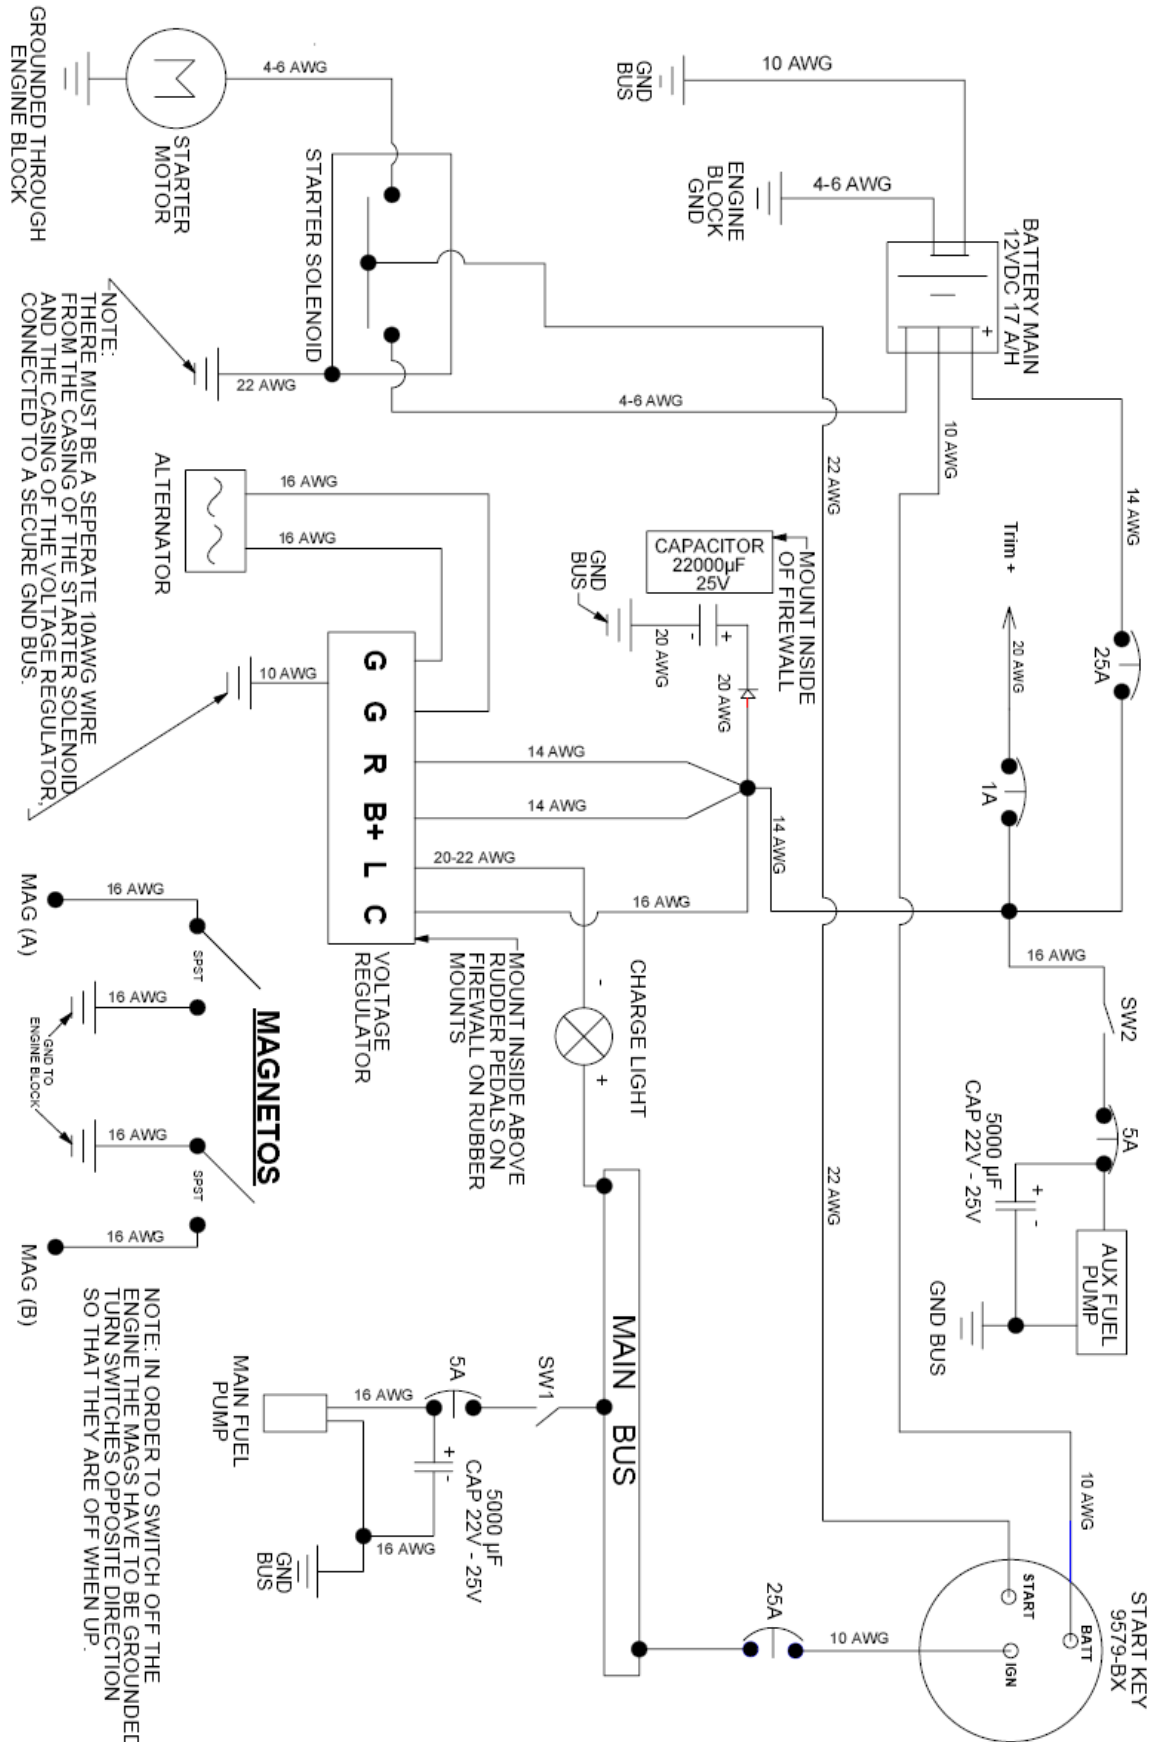 10 AWG
GND
BUS
4-6 AWG
ENGINE
BLOCK
GND
BATTERY MAIN
12VDC 17 A/H
+
4-6 AWG
M
STARTER
MOTOR
GROUNDED THROUGH
ENGINE BLOCK
STARTER SOLENOID
22 AWG
4-6 AWG
10 AWG
14 AWG
25A
Trim +
20 AWG
1A
22 AWG
NOTE:
THERE MUST BE A SEPERATE 10AWG WIRE
FROM THE CASING OF THE STARTER SOLENOID
AND THE CASING OF THE VOLTAGE REGULATOR,
CONNECTED TO A SECURE GND BUS.
ALTERNATOR
16 AWG
16 AWG
CAPACITOR
22000µF
25V
MOUNT INSIDE
OF FIREWALL
GND
BUS
20 AWG
- +
20 AWG
10 AWG
G
G
R
B+
L
C
14 AWG
14 AWG
14 AWG
20-22 AWG
16 AWG
VOLTAGE
REGULATOR
MOUNT INSIDE ABOVE
RUDDER PEDALS ON
FIREWALL ON RUBBER
MOUNTS
CHARGE LIGHT
-
+
16 AWG
SW2
5A
5000 µF
CAP 22V - 25V
+
-
AUX FUEL
PUMP
GND BUS
22 AWG
MAGNETOS
MAG (A)
16 AWG
SPST
16 AWG
GND TO
ENGINE BLOCK
16 AWG
SPST
16 AWG
MAG (B)
NOTE: IN ORDER TO SWITCH OFF THE
ENGINE THE MAGS HAVE TO BE GROUNDED
TURN SWITCHES OPPOSITE DIRECTION
SO THAT THEY ARE OFF WHEN UP.
MAIN BUS
SW1
5A
16 AWG
MAIN FUEL
PUMP
+
-
5000 µF
CAP 22V - 25V
16 AWG
GND
BUS
25A
10 AWG
10 AWG
START KEY
9579-BX
START
BATT
IGN